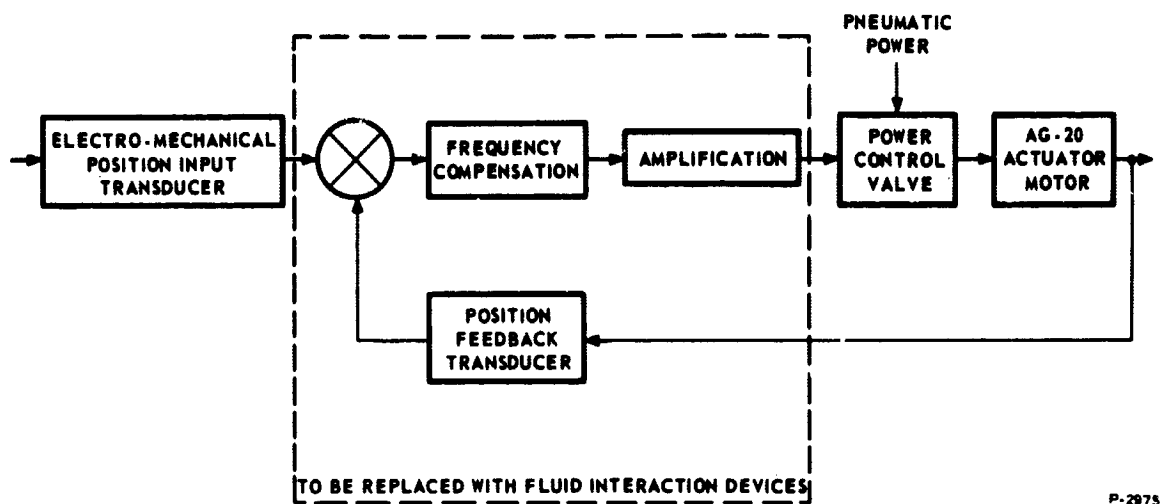 PNEUMATIC
POWER
ELECTRO-MECHANICAL
POSITION INPUT
TRANSDUCER
FREQUENCY
COMPENSATION
AMPLIFICATION
POWER
CONTROL
VALVE
AG-20
ACTUATOR
MOTOR
POSITION
FEEDBACK
TRANSDUCER
TO BE REPLACED WITH FLUID INTERACTION DEVICES
P-2975